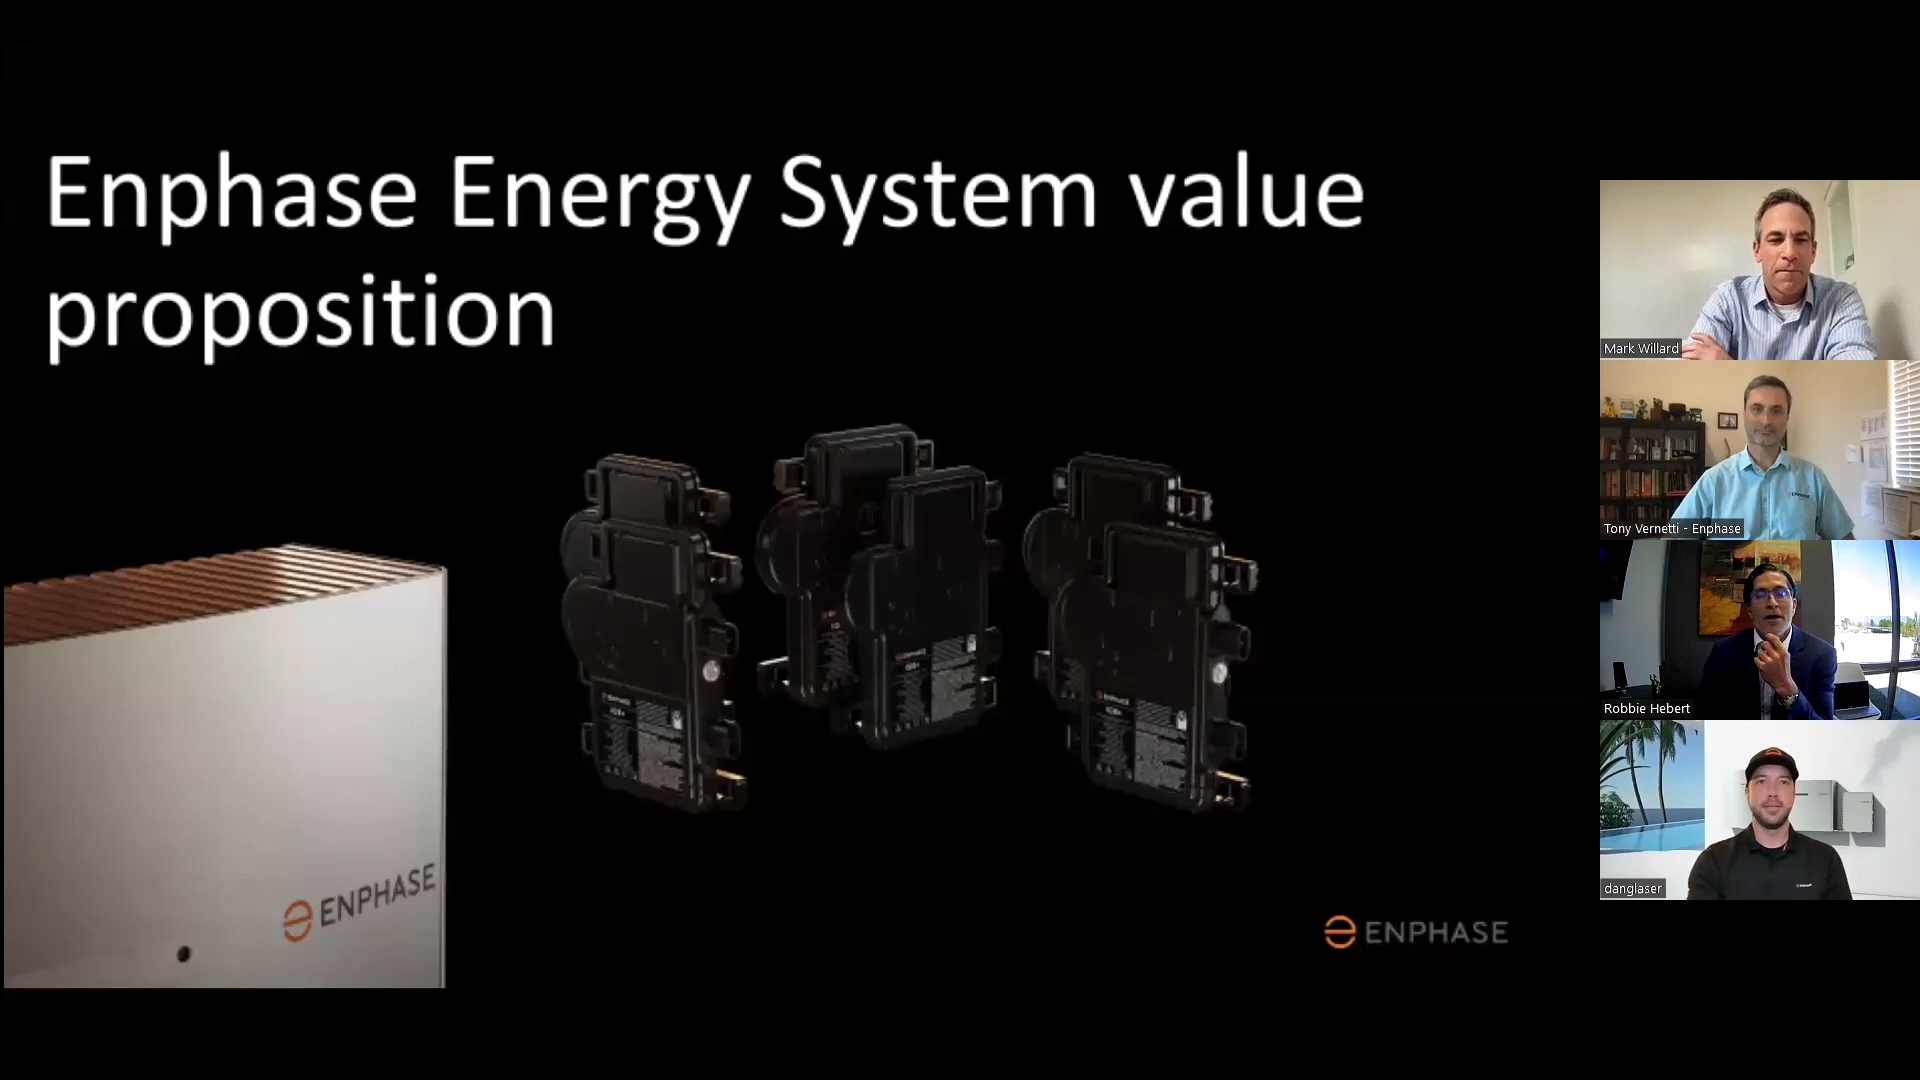 Enphase Energy System value
proposition
ENPHASE
ENPHASE
Mark Willard
Tony Vernetti - Enphase
Robbie Hebert
danglaser